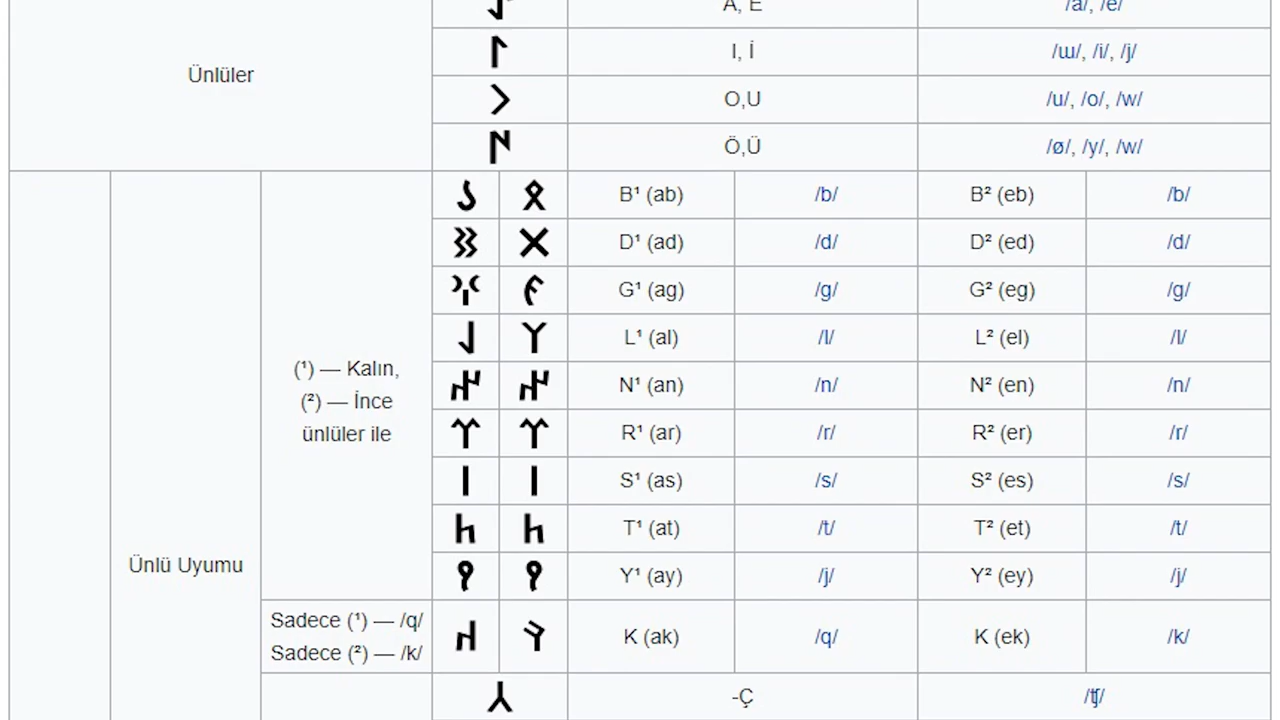 𐰀 A, E /a/, /e/
Ünlüler
𐰃 I, İ /ɯ/, /i/, /j/
𐰆 O,U /u/, /o/, /w/
𐰇 Ö,Ü /ø/, /y/, /w/
𐰉 𐰋 B¹ (ab) /b/ B² (eb) /b/
𐰑 𐰓 D¹ (ad) /d/ D² (ed) /d/
𐰍 𐰏 G¹ (ag) /g/ G² (eg) /g/
𐰞 𐰠 L¹ (al) /l/ L² (el) /l/
(¹) — Kalın,
(²) — İnce
ünlüler ile
N¹ (an) /n/ N² (en) /n/
𐰼 𐰼 R¹ (ar) /r/ R² (er) /r/
𐰾 𐰾 S¹ (as) /s/ S² (es) /s/
𐱅 𐱅 T¹ (at) /t/ T² (et) /t/
Ünlü Uyumu
𐰖 𐰖 Y¹ (ay) /j/ Y² (ey) /j/
Sadece (¹) — /q/
Sadece (²) — /k/
𐰴 𐰚 K (ak) /q/ K (ek) /k/
𐰲 -Ç /ʧ/